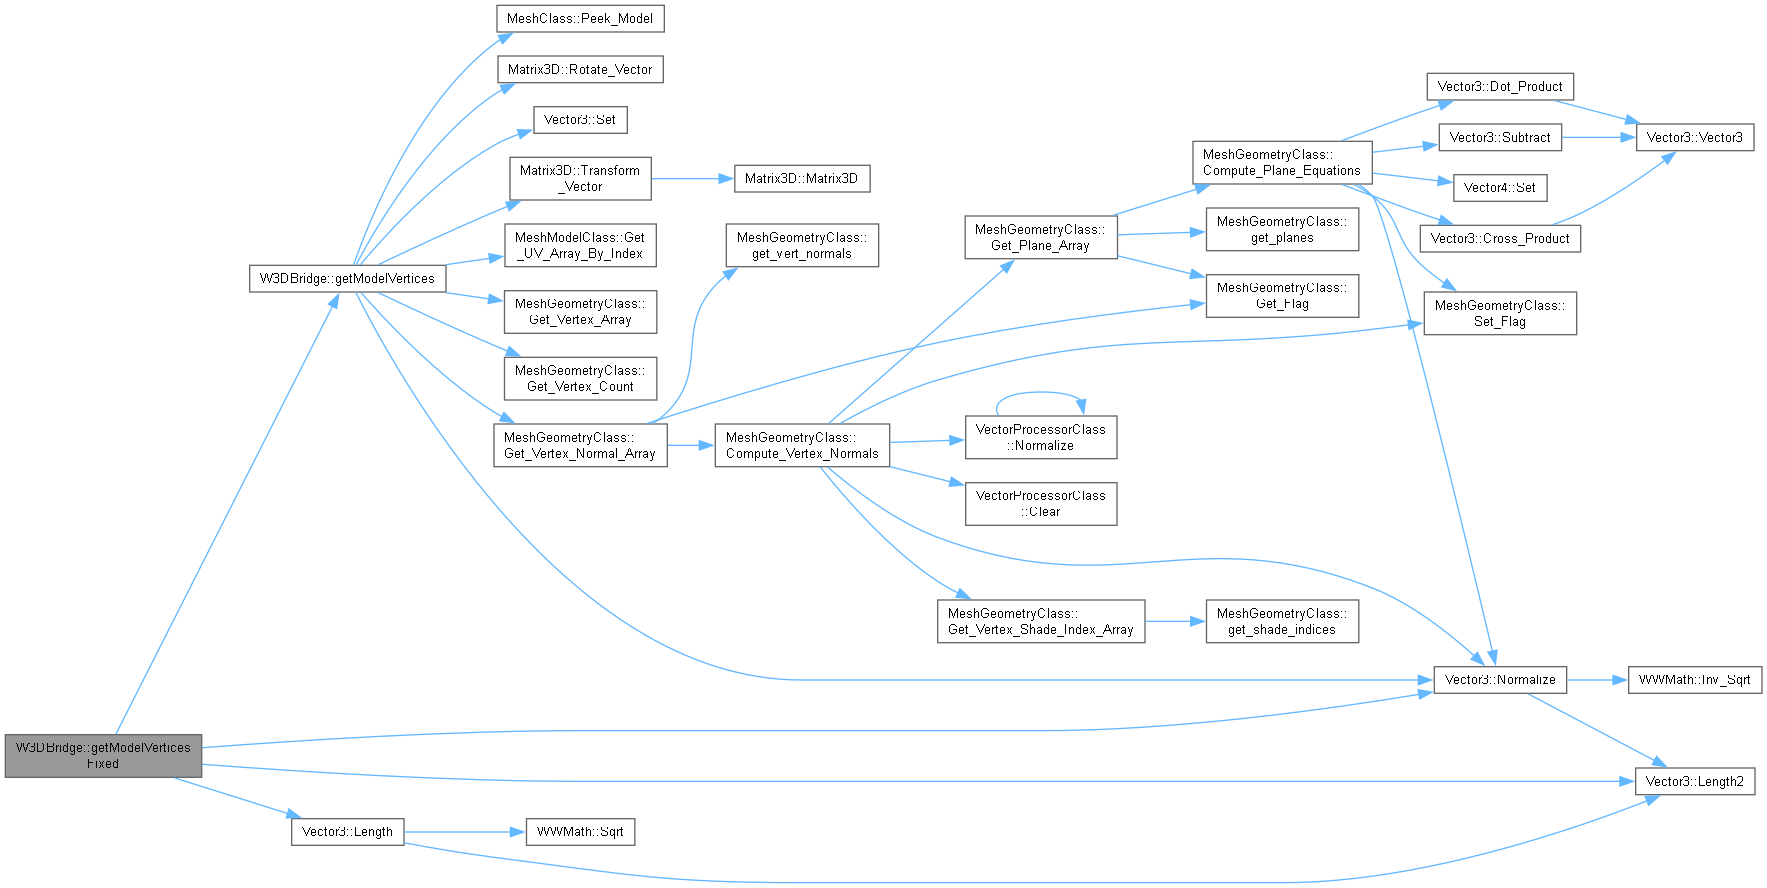 MeshClass::Peek_Model
Matrix3D::Rotate_Vector
Vector3::Set
Matrix3D::Transform
_Vector
Matrix3D::Matrix3D
MeshModelClass::Get
_UV_Array_By_Index
MeshGeometryClass::
get_vert_normals
W3DBridge::getModelVertices
MeshGeometryClass::
Get_Vertex_Array
MeshGeometryClass::
Get_Vertex_Count
MeshGeometryClass::
Get_Vertex_Normal_Array
MeshGeometryClass::
Compute_Vertex_Normals
MeshGeometryClass::
Get_Plane_Array
MeshGeometryClass::
Compute_Plane_Equations
MeshGeometryClass::
get_planes
MeshGeometryClass::
Get_Flag
Vector3::Dot_Product
Vector3::Subtract
Vector3::Vector3
Vector4::Set
Vector3::Cross_Product
MeshGeometryClass::
Set_Flag
VectorProcessorClass
::Normalize
VectorProcessorClass
::Clear
MeshGeometryClass::
Get_Vertex_Shade_Index_Array
MeshGeometryClass::
get_shade_indices
Vector3::Normalize
WWMath::Inv_Sqrt
W3DBridge::getModelVertices
Fixed
Vector3::Length2
Vector3::Length
WWMath::Sqrt